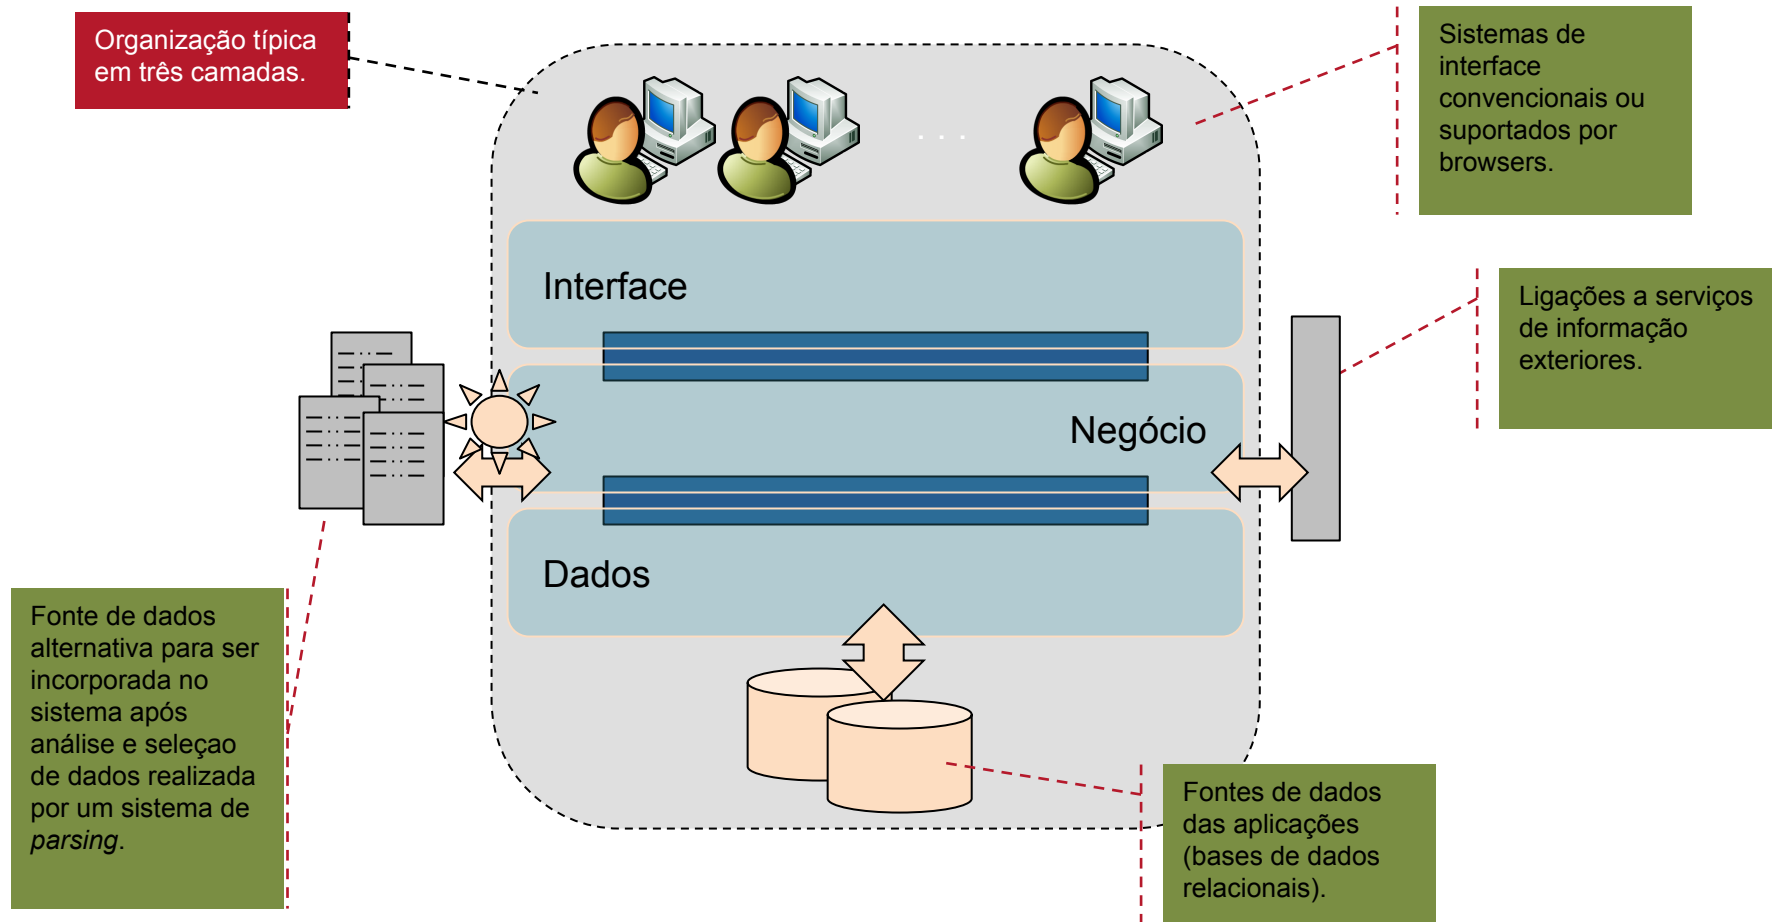 Organização típica
em três camadas.
Sistemas de
interface
convencionais ou
suportados por
browsers.
. . .
Interface
Ligações a serviços
de informação
exteriores.
Negócio
Dados
Fonte de dados
alternativa para ser
incorporada no
sistema após
análise e seleçao
de dados realizada
por um sistema de
parsing.
Fontes de dados
das aplicações
(bases de dados
relacionais).